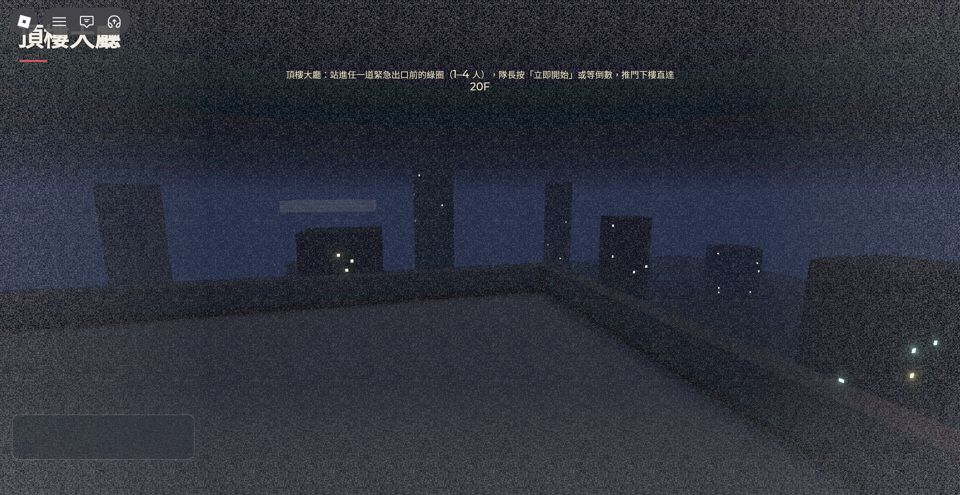 頂樓大廳
頂樓大廳：站進任一道緊急出口前的綠圈（1–4 人），隊長按「立即開始」或等倒數，推門下樓直達
20F